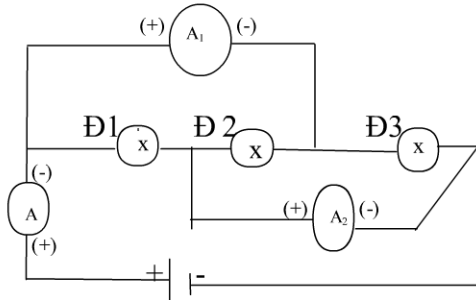 (+) A₁ (-)
Đ1 Đ 2 Đ3
x x x
(-)
A
(+)
(+) A₂ (-)
+ -